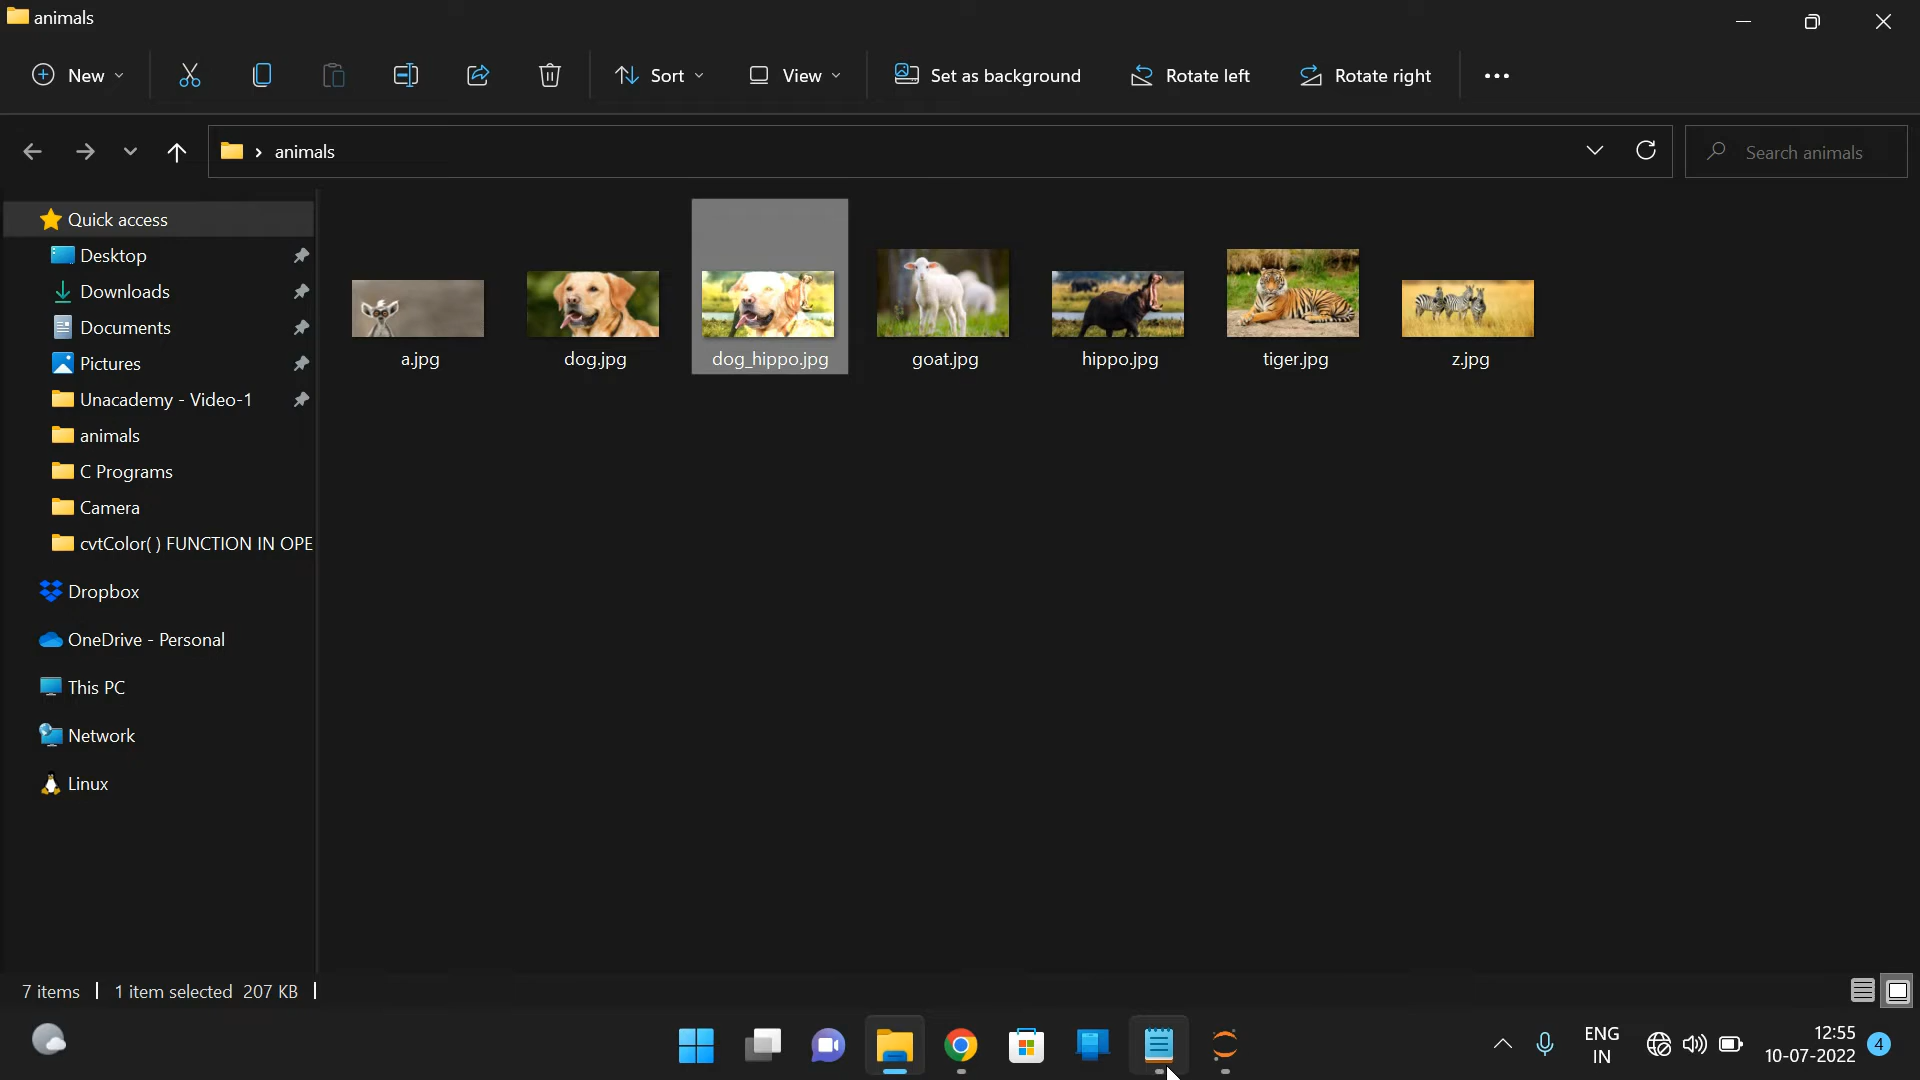 animals
New
Sort
View
Set as background
Rotate left
Rotate right
animals
Search animals
Quick access
Desktop
Downloads
Documents
Pictures
Unacademy - Video-1
animals
C Programs
Camera
cvtColor( ) FUNCTION IN OPE
Dropbox
OneDrive - Personal
This PC
Network
Linux
a.jpg
dog.jpg
dog_hippo.jpg
goat.jpg
hippo.jpg
tiger.jpg
z.jpg
7 items
1 item selected 207 KB
ENG
IN
12:55
10-07-2022
4